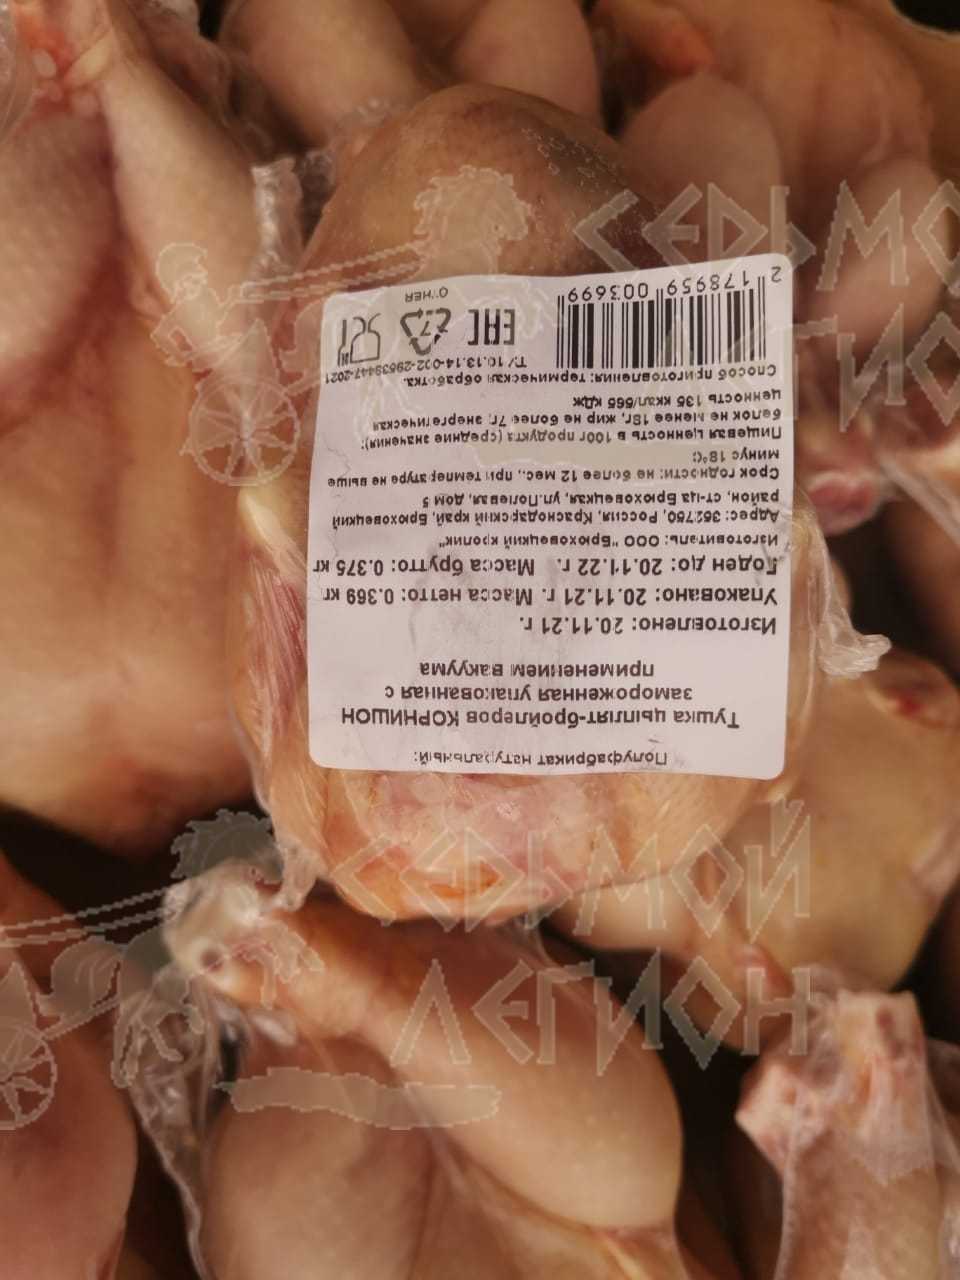 Полуфабрикат натуральный:
Тушка цыплят-бройлеров КОРНИШОН
замороженная упакованная с
применением вакума
Изготовлено: 20.11.21 г.
Упаковано: 20.11.21 г. Масса нетто: 0.369 кг
Годен до: 20.11.22 г. Масса брутто: 0.375 кг
Изготовитель: ООО "Брюховецкий кролик"
Адрес: 352750, Россия, Краснодарский край, Брюховецкий
район, ст-ца Брюховецкая, ул.Полевая, дом 5
Срок годности: не более 12 мес., при температуре не выше
минус 18°С
Пищевая ценность в 100г продукта (средние значения):
белок не менее 18г, жир не более 7г, энергетическая
ценность 135 ккал/565 кДж
Способ приготовления: термическая обработка.
ТУ 10.13.14-002-29539447-2021
EAC 7
2 178959 003699
СЕДЬМОЙ
ЛЕГИОН
СЕДЬМОЙ
ЛЕГИОН